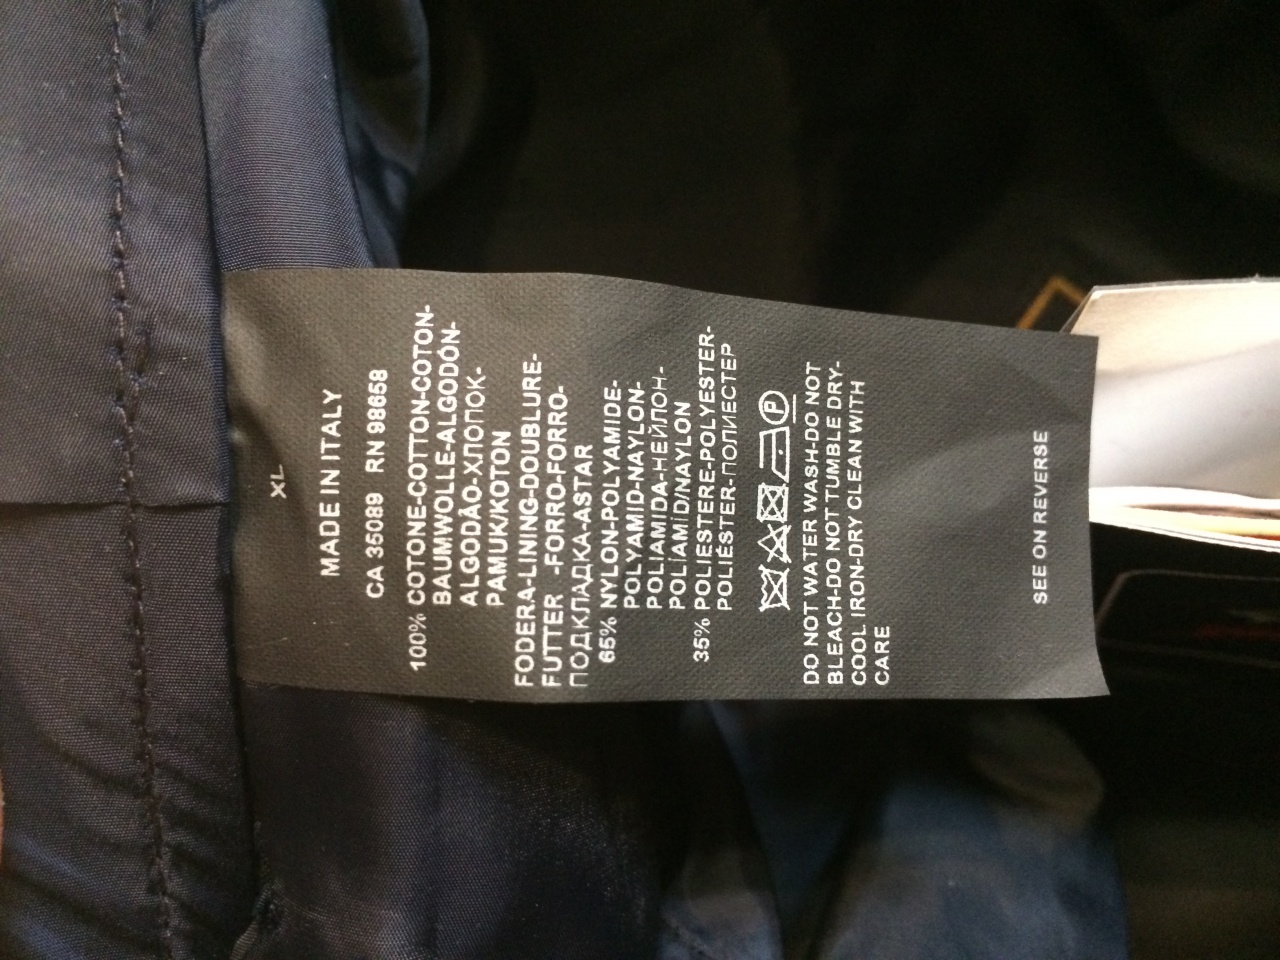 XL
MADE IN ITALY
CA 35089 RN 98658
100% COTONE-COTTON-COTON-
BAUMWOLLE-ALGODÓN-
ALGODÃO-ХЛОПОК-
PAMUK/KOTON
FODERA-LINING-DOUBLURE-
FUTTER -FORRO-FORRO-
ПОДКЛАДКА-ASTAR
65% NYLON-POLYAMIDE-
POLYAMID-NAYLON-
POLIAMIDA-НЕЙЛОН-
POLİAMİD/NAYLON
35% POLIESTERE-POLYESTER-
POLIÉSTER-ПОЛИЕСТЕР
P
DO NOT WATER WASH-DO NOT
BLEACH-DO NOT TUMBLE DRY-
COOL IRON-DRY CLEAN WITH
CARE
SEE ON REVERSE